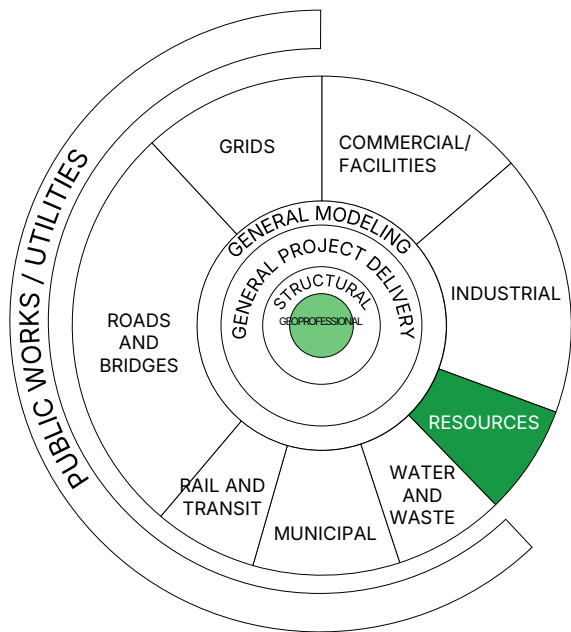 PUBLIC WORKS / UTILITIES
GRIDS
COMMERCIAL/
FACILITIES
GENERAL MODELING
GENERAL PROJECT DELIVERY
STRUCTURAL
GEOPROFESSIONAL
INDUSTRIAL
ROADS
AND
BRIDGES
RESOURCES
RAIL AND
TRANSIT
MUNICIPAL
WATER
AND
WASTE